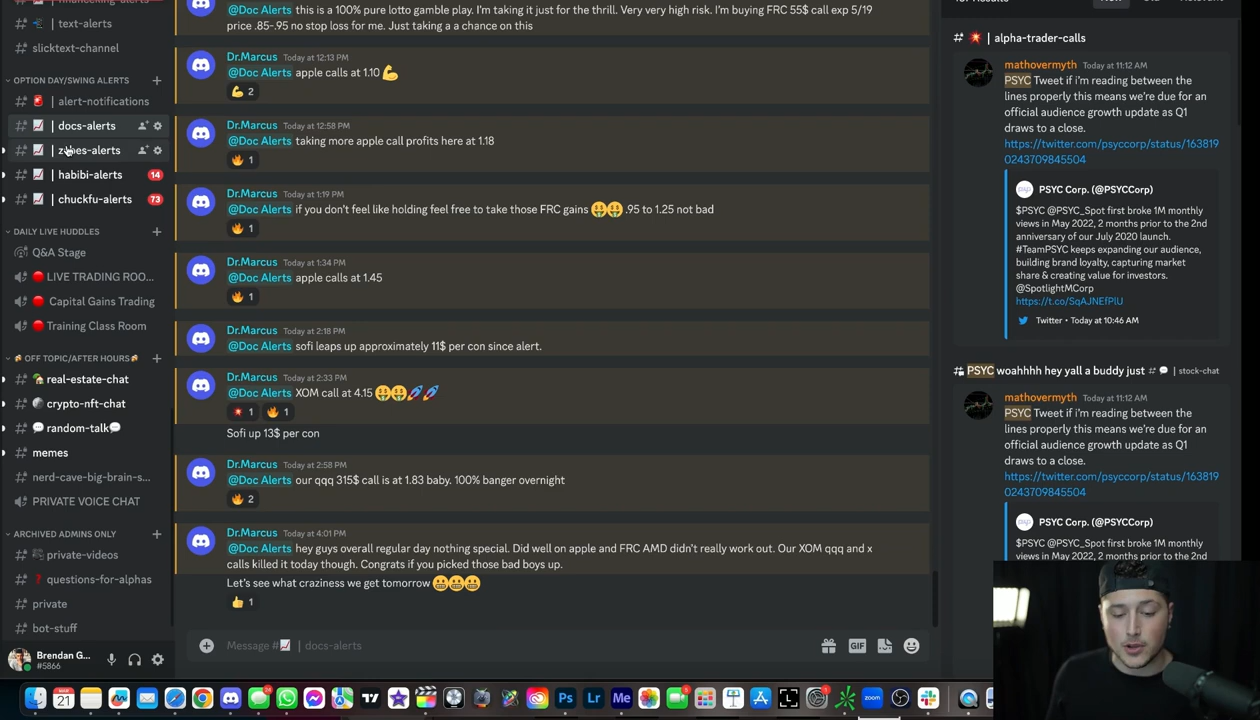 | text-alerts
slicktext-channel
OPTION DAY/SWING ALERTS
| alert-notifications
| docs-alerts
| habibi-alerts 14
| chuckfu-alerts 73
DAILY LIVE HUDDLES
Q&A Stage
LIVE TRADING ROO...
Capital Gains Trading
Training Class Room
OFF TOPIC/AFTER HOURS
real-estate-chat
crypto-nft-chat
random-talk
memes
nerd-cave-big-brain-s...
PRIVATE VOICE CHAT
ARCHIVED ADMINS ONLY
private-videos
questions-for-alphas
private
bot-stuff
Brendan G...
#5866
@Doc Alerts this is a 100% pure lotto gamble play. I'm taking it just for the thrill. Very very high risk. I'm buying FRC 55$ call exp 5/19
price .85-.95 no stop loss for me. Just taking a a chance on this
Dr.Marcus Today at 12:13 PM
@Doc Alerts apple calls at 1.10 💪
💪 2
Dr.Marcus Today at 12:58 PM
@Doc Alerts taking more apple call profits here at 1.18
🔥 1
Dr.Marcus Today at 1:19 PM
@Doc Alerts if you don't feel like holding feel free to take those FRC gains 🤑🤑 .95 to 1.25 not bad
🔥 1
Dr.Marcus Today at 1:34 PM
@Doc Alerts apple calls at 1.45
🔥 1
Dr.Marcus Today at 2:18 PM
@Doc Alerts sofi leaps up approximately 11$ per con since alert.
Dr.Marcus Today at 2:33 PM
@Doc Alerts XOM call at 4.15 🤑🤑🚀🚀
💥 1 🔥 1
Sofi up 13$ per con
Dr.Marcus Today at 2:58 PM
@Doc Alerts our qqq 315$ call is at 1.83 baby. 100% banger overnight
🔥 2
Dr.Marcus Today at 4:01 PM
@Doc Alerts hey guys overall regular day nothing special. Did well on apple and FRC AMD didn't really work out. Our XOM qqq and x
calls killed it today though. Congrats if you picked those bad boys up.
Let's see what craziness we get tomorrow 😬😬😬
👍 1
Message #📈 | docs-alerts
GIF
# 💥 | alpha-trader-calls
mathovermyth Today at 11:12 AM
PSYC Tweet if i'm reading between the
lines properly this means we're due for an
official audience growth update as Q1
draws to a close.
https://twitter.com/psyccorp/status/163819
0243709845504
PSYC Corp. (@PSYCCorp)
$PSYC @PSYC_Spot first broke 1M monthly
views in May 2022, 2 months prior to the 2nd
anniversary of our July 2020 launch.
#TeamPSYC keeps expanding our audience,
building brand loyalty, capturing market
share & creating value for investors.
@SpotlightMCorp
https://t.co/SqAJNEfPlU
Twitter • Today at 10:46 AM
PSYC woahhhh hey yall a buddy just # 💬 | stock-chat
mathovermyth Today at 11:12 AM
PSYC Tweet if i'm reading between the
lines properly this means we're due for an
official audience growth update as Q1
draws to a close.
https://twitter.com/psyccorp/status/163819
0243709845504
PSYC Corp. (@PSYCCorp)
$PSYC @PSYC_Spot first broke 1M monthly
views in May 2022, 2 months prior to the 2nd